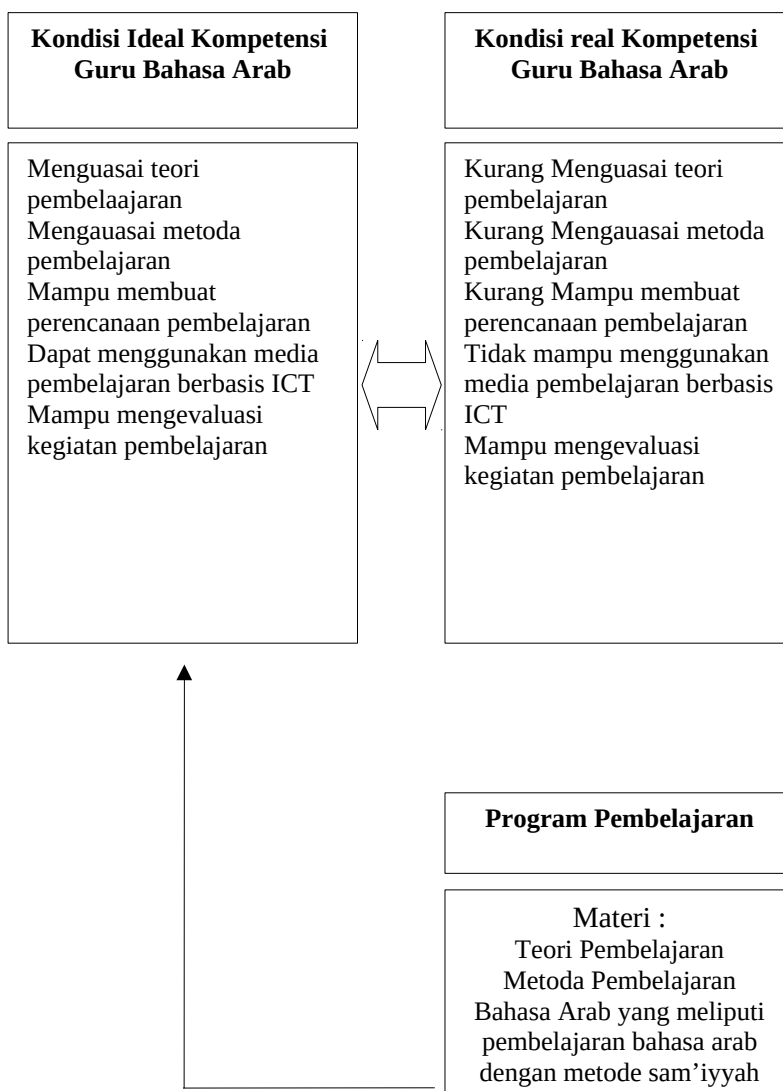 Kondisi Ideal Kompetensi
Guru Bahasa Arab
Kondisi real Kompetensi
Guru Bahasa Arab
Menguasai teori
pembelaajaran
Mengauasai metoda
pembelajaran
Mampu membuat
perencanaan pembelajaran
Dapat menggunakan media
pembelajaran berbasis ICT
Mampu mengevaluasi
kegiatan pembelajaran
Kurang Menguasai teori
pembelajaran
Kurang Mengauasai metoda
pembelajaran
Kurang Mampu membuat
perencanaan pembelajaran
Tidak mampu menggunakan
media pembelajaran berbasis
ICT
Mampu mengevaluasi
kegiatan pembelajaran
Program Pembelajaran
Materi :
Teori Pembelajaran
Metoda Pembelajaran
Bahasa Arab yang meliputi
pembelajaran bahasa arab
dengan metode sam’iyyah